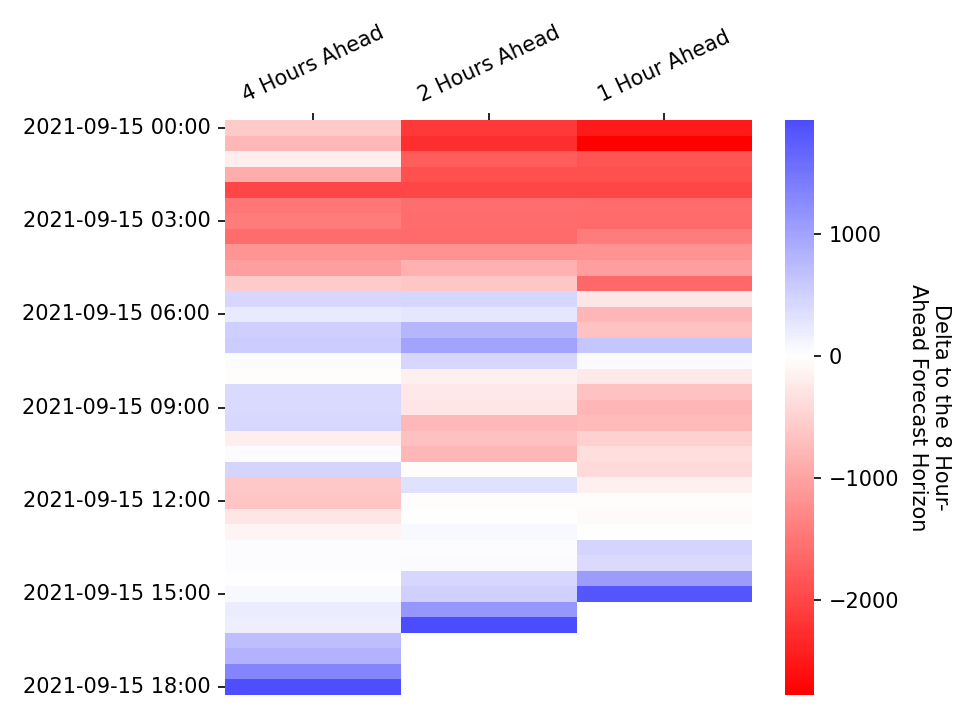 4 Hours Ahead
2 Hours Ahead
1 Hour Ahead
2021-09-15 00:00
2021-09-15 03:00
2021-09-15 06:00
2021-09-15 09:00
2021-09-15 12:00
2021-09-15 15:00
2021-09-15 18:00
1000
0
−1000
−2000
Delta to the 8 Hour-
Ahead Forecast Horizon